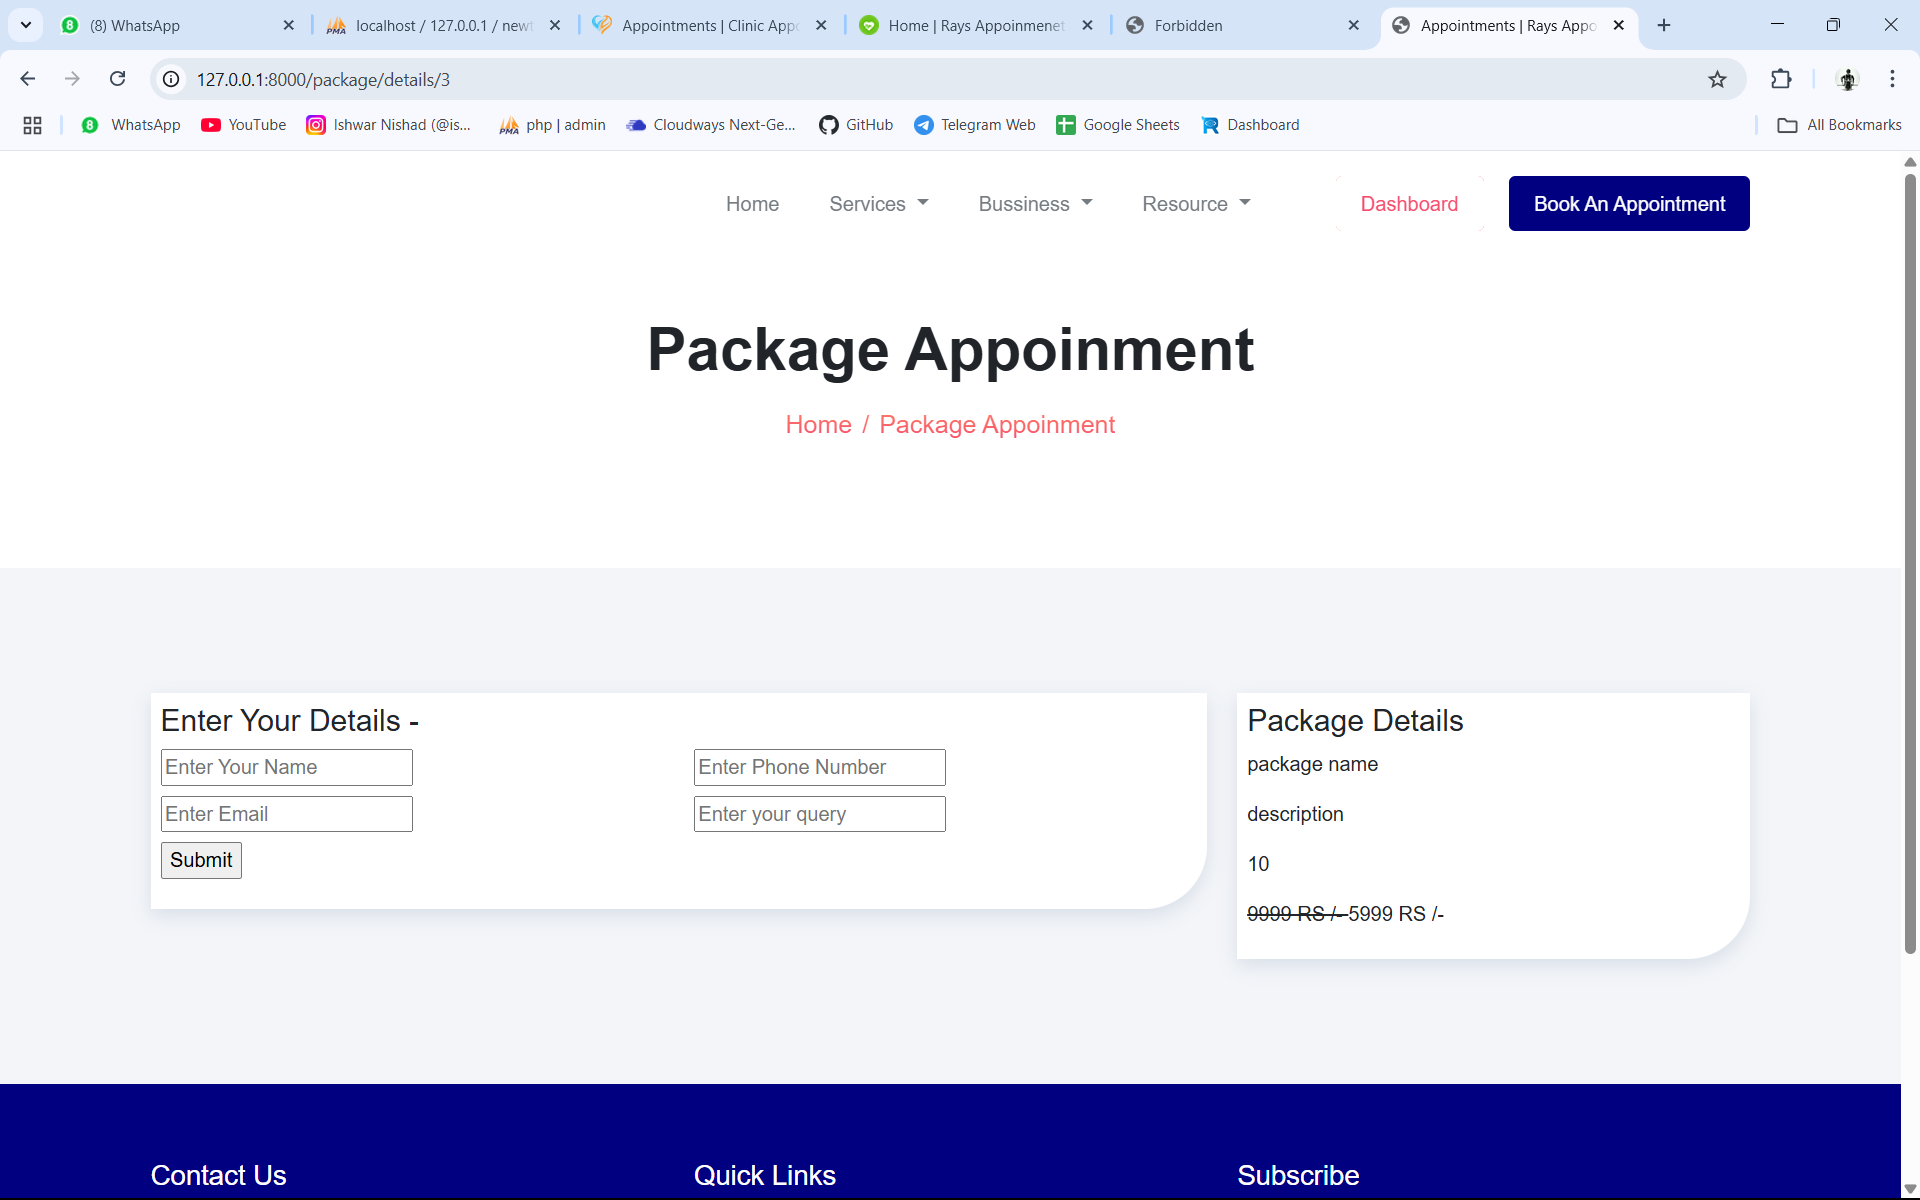 (8) WhatsApp
localhost / 127.0.0.1 / newt
Appointments | Clinic Appo
Home | Rays Appoinmenet
Forbidden
Appointments | Rays Appo
127.0.0.1:8000/package/details/3
WhatsApp
YouTube
Ishwar Nishad (@is...
php | admin
Cloudways Next-Ge...
GitHub
Telegram Web
Google Sheets
Dashboard
All Bookmarks
Home
Services
Bussiness
Resource
Dashboard
Book An Appointment
Package Appoinment
Home / Package Appoinment
Enter Your Details -
Enter Your Name
Enter Phone Number
Enter Email
Enter your query
Submit
Package Details
package name
description
10
9999 RS /- 5999 RS /-
Contact Us
Quick Links
Subscribe